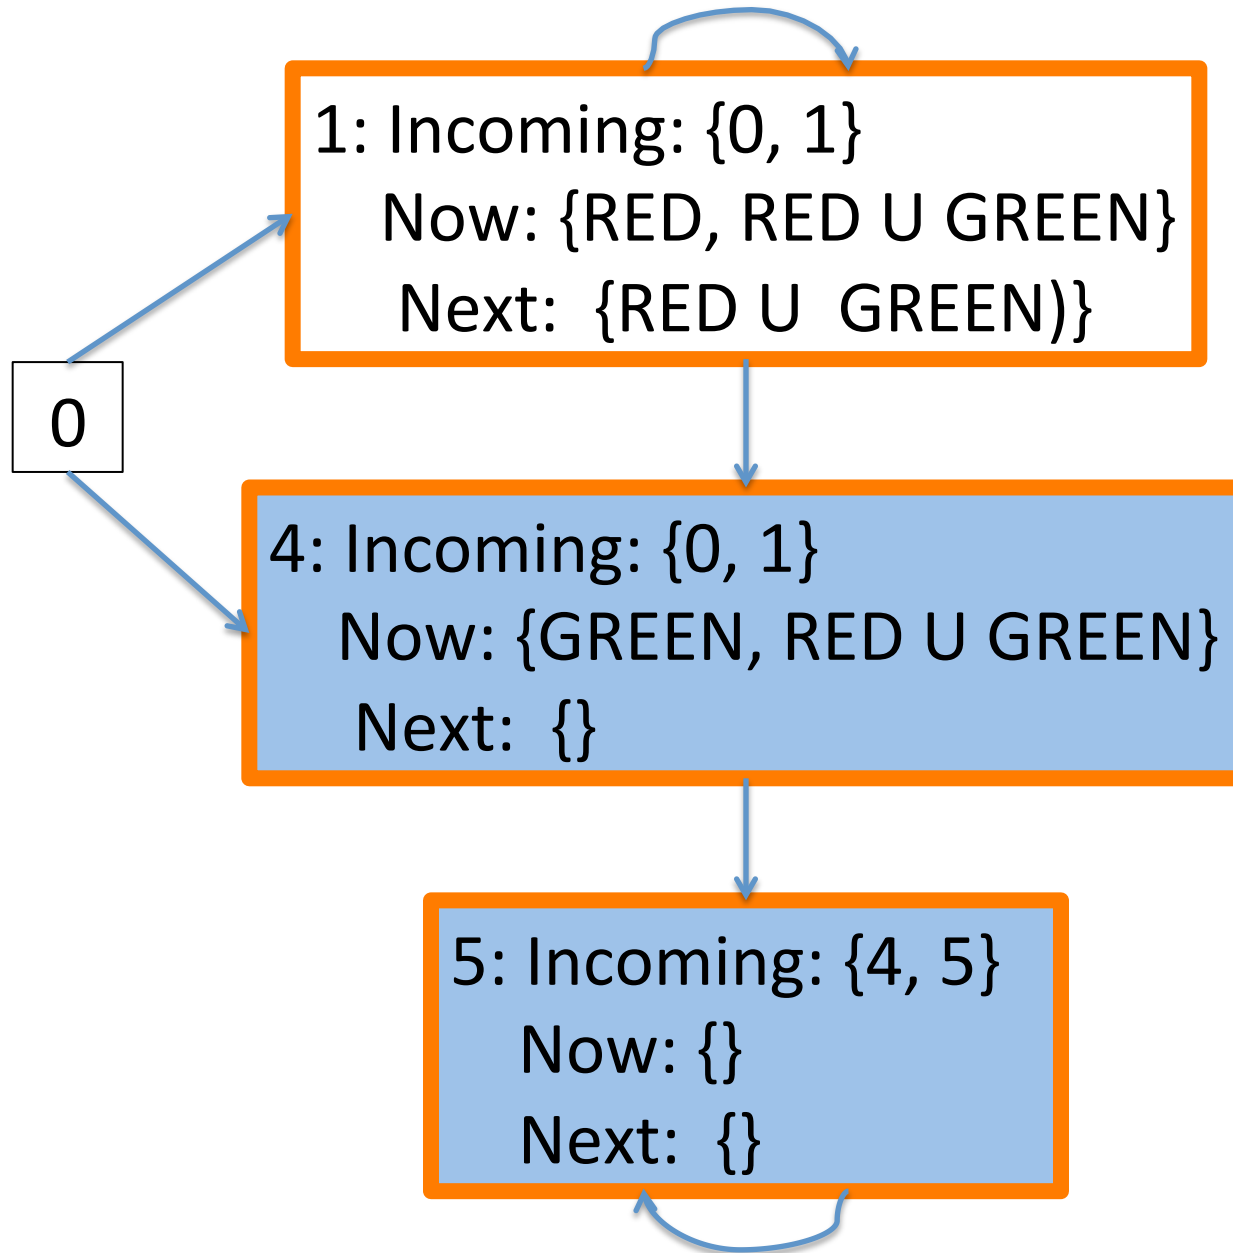 1: Incoming: {0, 1}
Now: {RED, RED U GREEN}
Next: {RED U GREEN)}
0
4: Incoming: {0, 1}
Now: {GREEN, RED U GREEN}
Next: {}
5: Incoming: {4, 5}
Now: {}
Next: {}